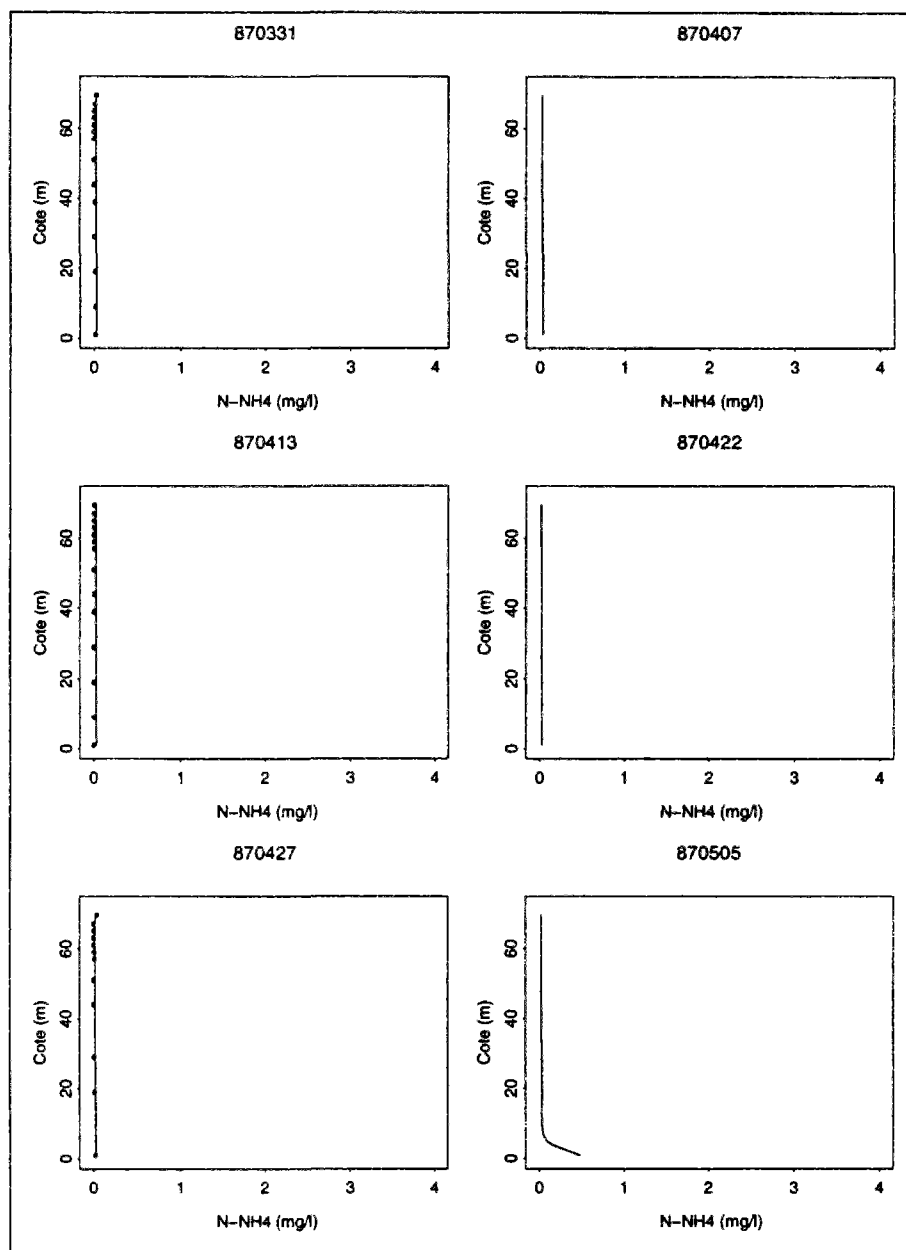 870331
870407
Cote (m)
0 20 40 60
0 1 2 3 4
N-NH4 (mg/l)
Cote (m)
0 20 40 60
0 1 2 3 4
N-NH4 (mg/l)
870413
870422
Cote (m)
0 20 40 60
0 1 2 3 4
N-NH4 (mg/l)
Cote (m)
0 20 40 60
0 1 2 3 4
N-NH4 (mg/l)
870427
870505
Cote (m)
0 20 40 60
0 1 2 3 4
N-NH4 (mg/l)
Cote (m)
0 20 40 60
0 1 2 3 4
N-NH4 (mg/l)